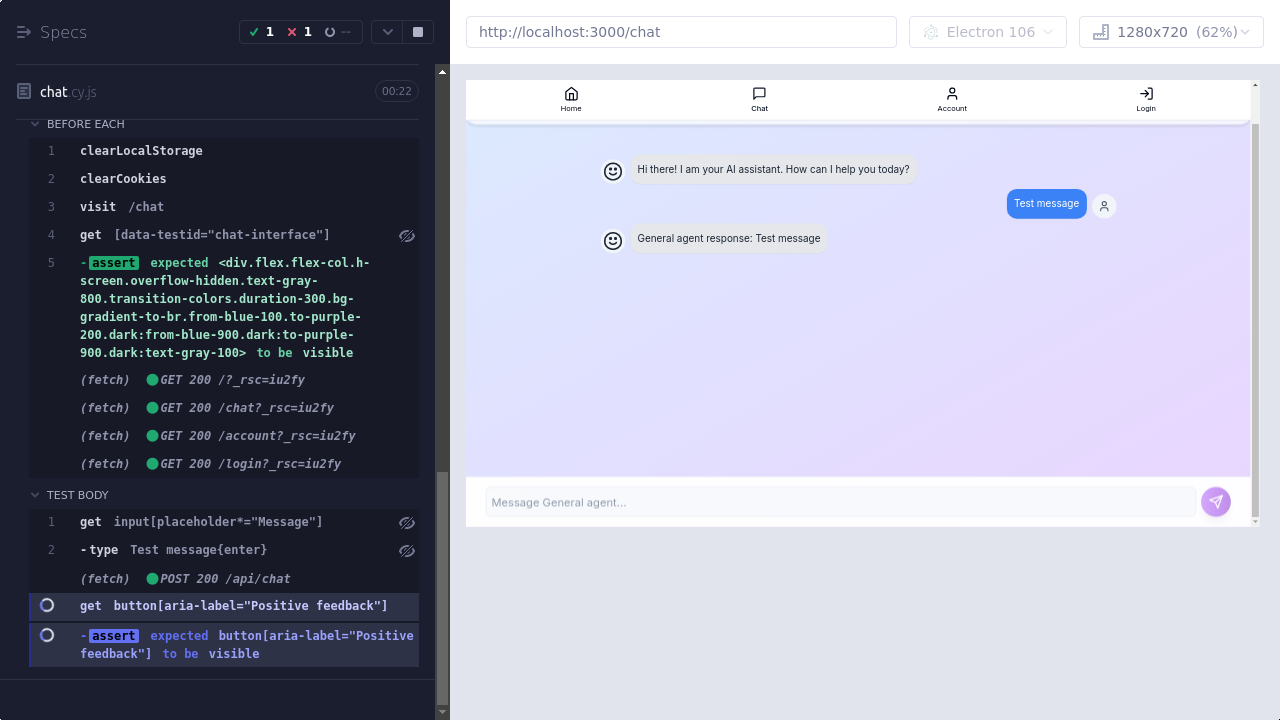 Specs
1
1
--
chat.cy.js
00:22
BEFORE EACH
1 clearLocalStorage
2 clearCookies
3 visit /chat
4 get [data-testid="chat-interface"]
5 -assert expected <div.flex.flex-col.h-
screen.overflow-hidden.text-gray-
800.transition-colors.duration-300.bg-
gradient-to-br.from-blue-100.to-purple-
200.dark:from-blue-900.dark:to-purple-
900.dark:text-gray-100> to be visible
(fetch) GET 200 /?_rsc=iu2fy
(fetch) GET 200 /chat?_rsc=iu2fy
(fetch) GET 200 /account?_rsc=iu2fy
(fetch) GET 200 /login?_rsc=iu2fy
TEST BODY
1 get input[placeholder*="Message"]
2 -type Test message{enter}
(fetch) POST 200 /api/chat
get button[aria-label="Positive feedback"]
-assert expected button[aria-label="Positive
feedback"] to be visible
http://localhost:3000/chat
Electron 106
1280x720 (62%)
Home
Chat
Account
Login
Hi there! I am your AI assistant. How can I help you today?
Test message
General agent response: Test message
Message General agent...